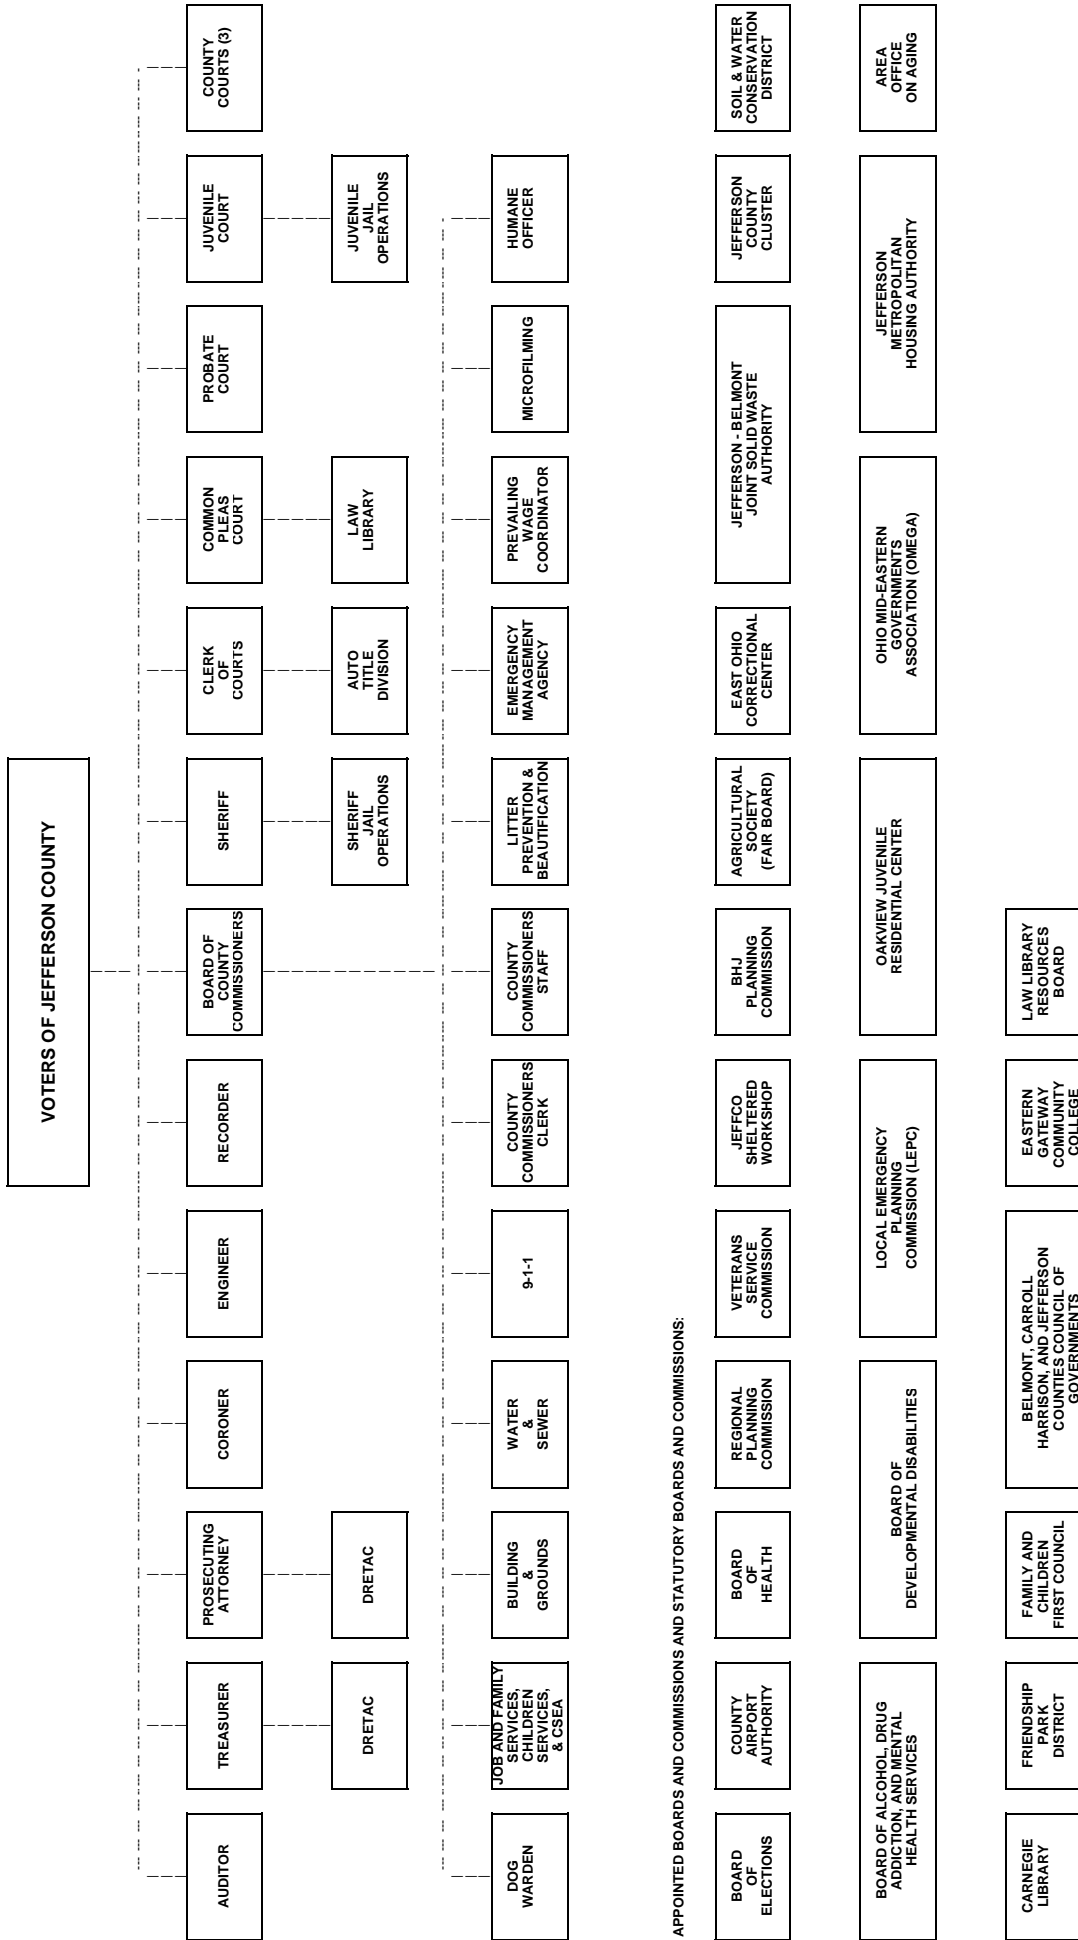 VOTERS OF JEFFERSON COUNTY
AUDITOR
TREASURER
PROSECUTING
ATTORNEY
CORONER
ENGINEER
RECORDER
BOARD OF
COUNTY
COMMISSIONERS
SHERIFF
CLERK
OF
COURTS
COMMON
PLEAS
COURT
PROBATE
COURT
JUVENILE
COURT
COUNTY
COURTS (3)
DRETAC
DRETAC
SHERIFF
JAIL
OPERATIONS
AUTO
TITLE
DIVISION
LAW
LIBRARY
JUVENILE
JAIL
OPERATIONS
DOG
WARDEN
JOB AND FAMILY
SERVICES,
CHILDREN
SERVICES,
& CSEA
BUILDING
&
GROUNDS
WATER
&
SEWER
9-1-1
COUNTY
COMMISSIONERS
CLERK
COUNTY
COMMISSIONERS
STAFF
LITTER
PREVENTION &
BEAUTIFICATION
EMERGENCY
MANAGEMENT
AGENCY
PREVAILING
WAGE
COORDINATOR
MICROFILMING
HUMANE
OFFICER
APPOINTED BOARDS AND COMMISSIONS AND STATUTORY BOARDS AND COMMISSIONS:
BOARD
OF
ELECTIONS
COUNTY
AIRPORT
AUTHORITY
BOARD
OF
HEALTH
REGIONAL
PLANNING
COMMISSION
VETERANS
SERVICE
COMMISSION
JEFFCO
SHELTERED
WORKSHOP
BHJ
PLANNING
COMMISSION
AGRICULTURAL
SOCIETY
(FAIR BOARD)
EAST OHIO
CORRECTIONAL
CENTER
JEFFERSON - BELMONT
JOINT SOLID WASTE
AUTHORITY
JEFFERSON
COUNTY
CLUSTER
SOIL & WATER
CONSERVATION
DISTRICT
BOARD OF ALCOHOL, DRUG
ADDICTION, AND MENTAL
HEALTH SERVICES
BOARD OF
DEVELOPMENTAL DISABILITIES
LOCAL EMERGENCY
PLANNING
COMMISSION (LEPC)
OAKVIEW JUVENILE
RESIDENTIAL CENTER
OHIO MID-EASTERN
GOVERNMENTS
ASSOCIATION (OMEGA)
JEFFERSON
METROPOLITAN
HOUSING AUTHORITY
AREA
OFFICE
ON AGING
CARNEGIE
LIBRARY
FRIENDSHIP
PARK
DISTRICT
FAMILY AND
CHILDREN
FIRST COUNCIL
BELMONT, CARROLL
HARRISON, AND JEFFERSON
COUNTIES COUNCIL OF
GOVERNMENTS
EASTERN
GATEWAY
COMMUNITY
COLLEGE
LAW LIBRARY
RESOURCES
BOARD